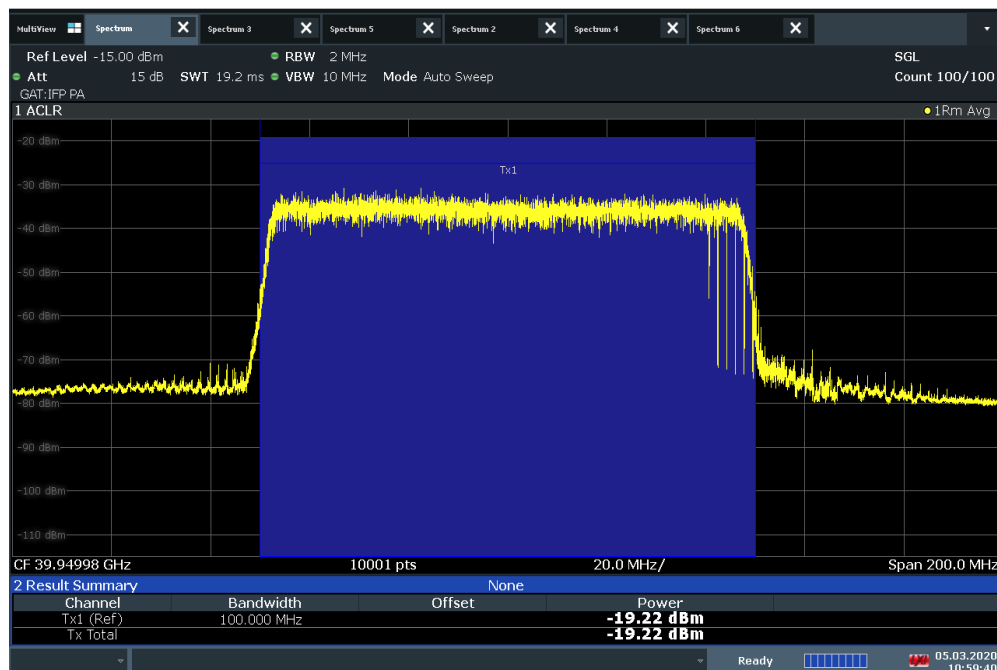 MultiView Spectrum X Spectrum 3 X Spectrum 5 X Spectrum 2 X Spectrum 4 X Spectrum 6 X
Ref Level -15.00 dBm RBW 2 MHz SGL
Att 15 dB SWT 19.2 ms VBW 10 MHz Mode Auto Sweep Count 100/100
GAT:IFP PA
1 ACLR 1Rm Avg
-20 dBm
Tx1
-30 dBm
-40 dBm
-50 dBm
-60 dBm
-70 dBm
-80 dBm
-90 dBm
-100 dBm
-110 dBm
CF 39.94998 GHz 10001 pts 20.0 MHz/ Span 200.0 MHz
2 Result Summary None
Channel Bandwidth Offset Power
Tx1 (Ref) 100.000 MHz -19.22 dBm
Tx Total -19.22 dBm
Ready 05.03.2020
10:59:40